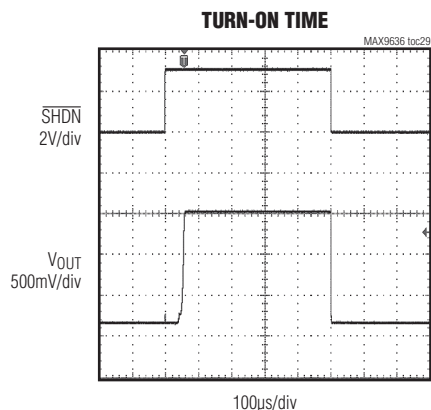 TURN-ON TIME
MAX9636 toc29
SHDN
2V/div
VOUT
500mV/div
100µs/div